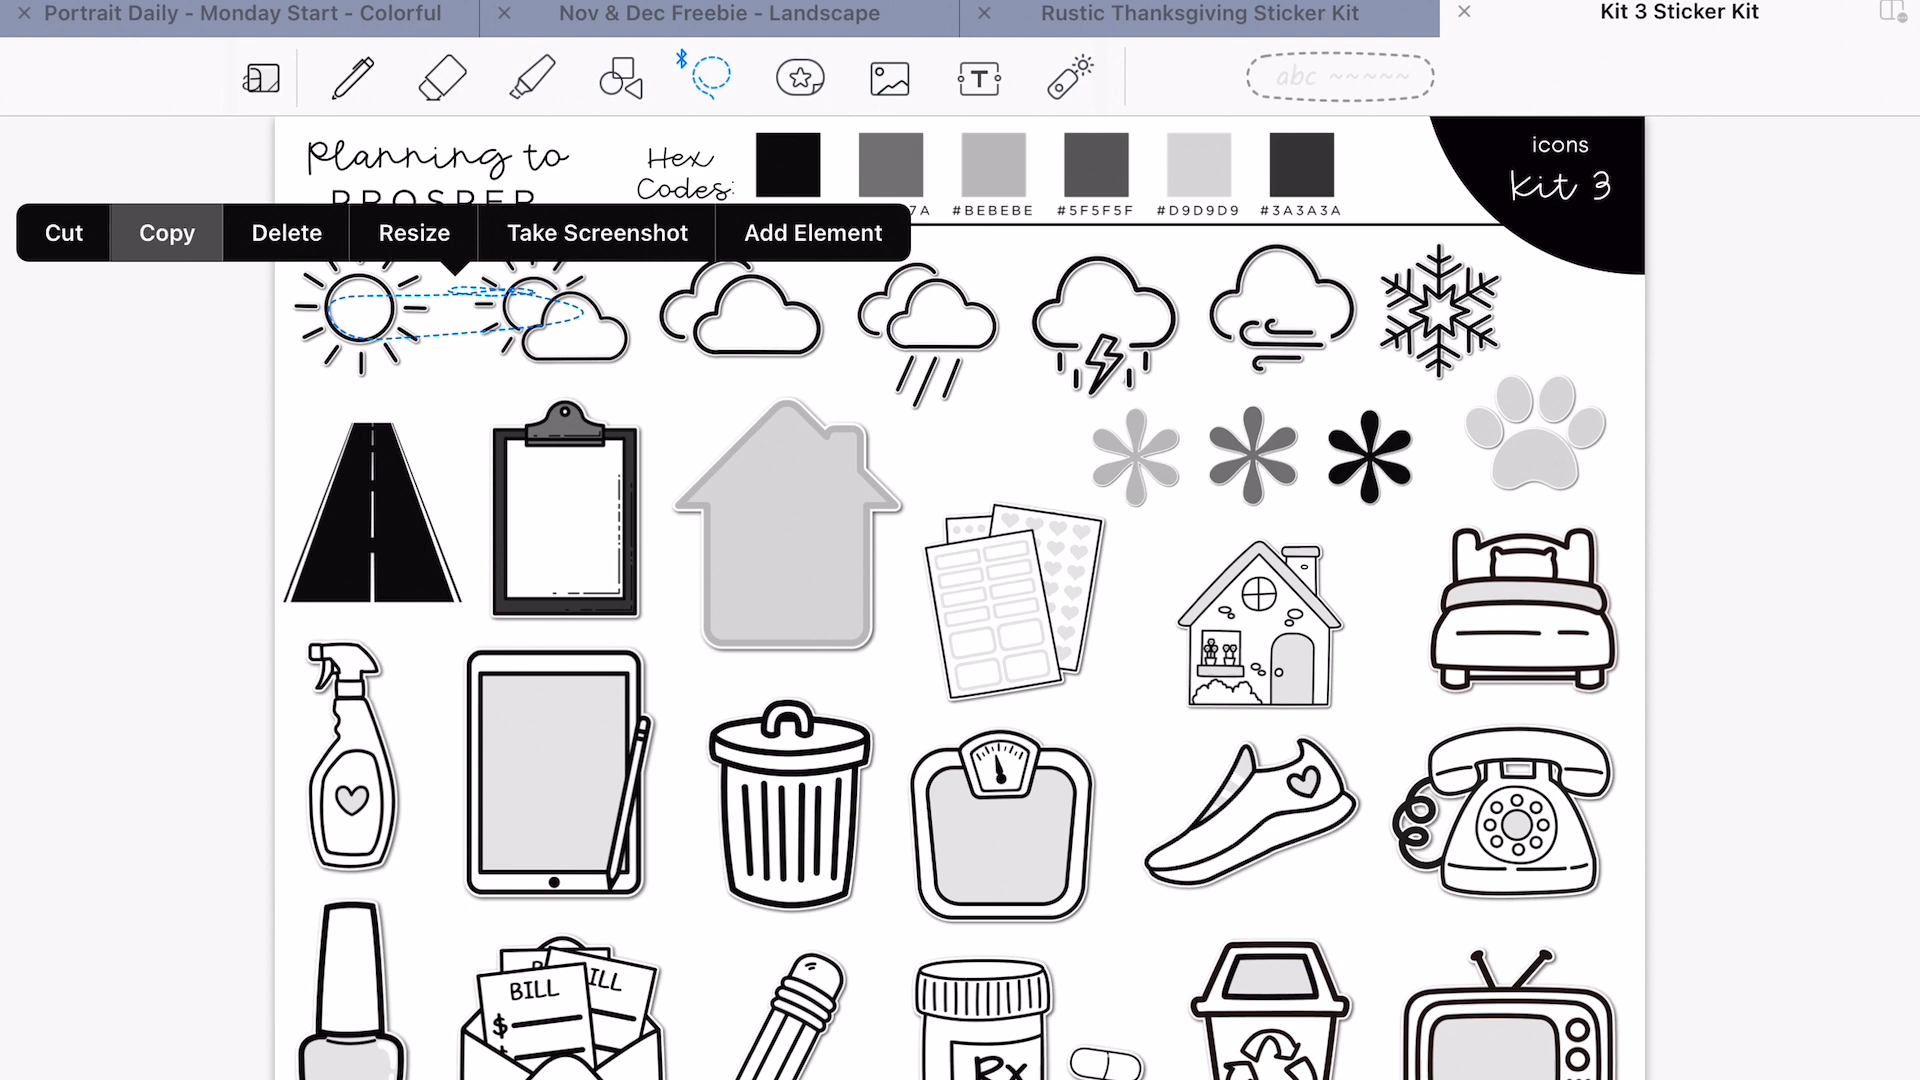 Portrait Daily - Monday Start - Colorful
Nov & Dec Freebie - Landscape
Rustic Thanksgiving Sticker Kit
Kit 3 Sticker Kit
abc
Planning to
PROSPER
Hex
Codes:
7A
#BEBEBE
#5F5F5F
#D9D9D9
#3A3A3A
icons
Kit 3
Cut
Copy
Delete
Resize
Take Screenshot
Add Element
BILL
ILL
$
Rx